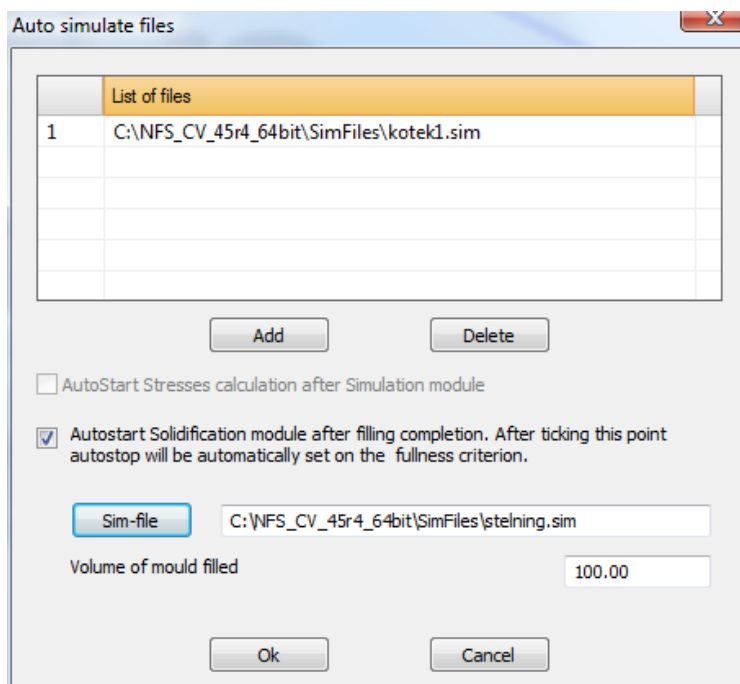 Auto simulate files
List of files
1 C:\NFS_CV_45r4_64bit\SimFiles\kotek1.sim
Add Delete
AutoStart Stresses calculation after Simulation module
Autostart Solidification module after filling completion. After ticking this point
autostop will be automatically set on the fullness criterion.
Sim-file C:\NFS_CV_45r4_64bit\SimFiles\stelning.sim
Volume of mould filled 100.00
Ok Cancel